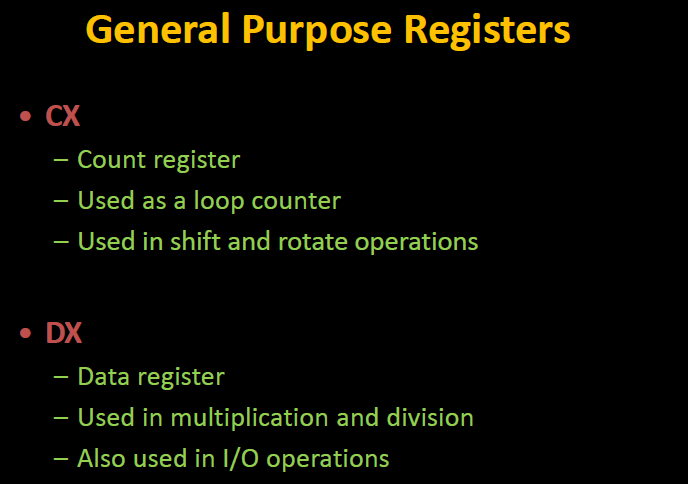 General Purpose Registers
• CX
– Count register
– Used as a loop counter
– Used in shift and rotate operations
• DX
– Data register
– Used in multiplication and division
– Also used in I/O operations